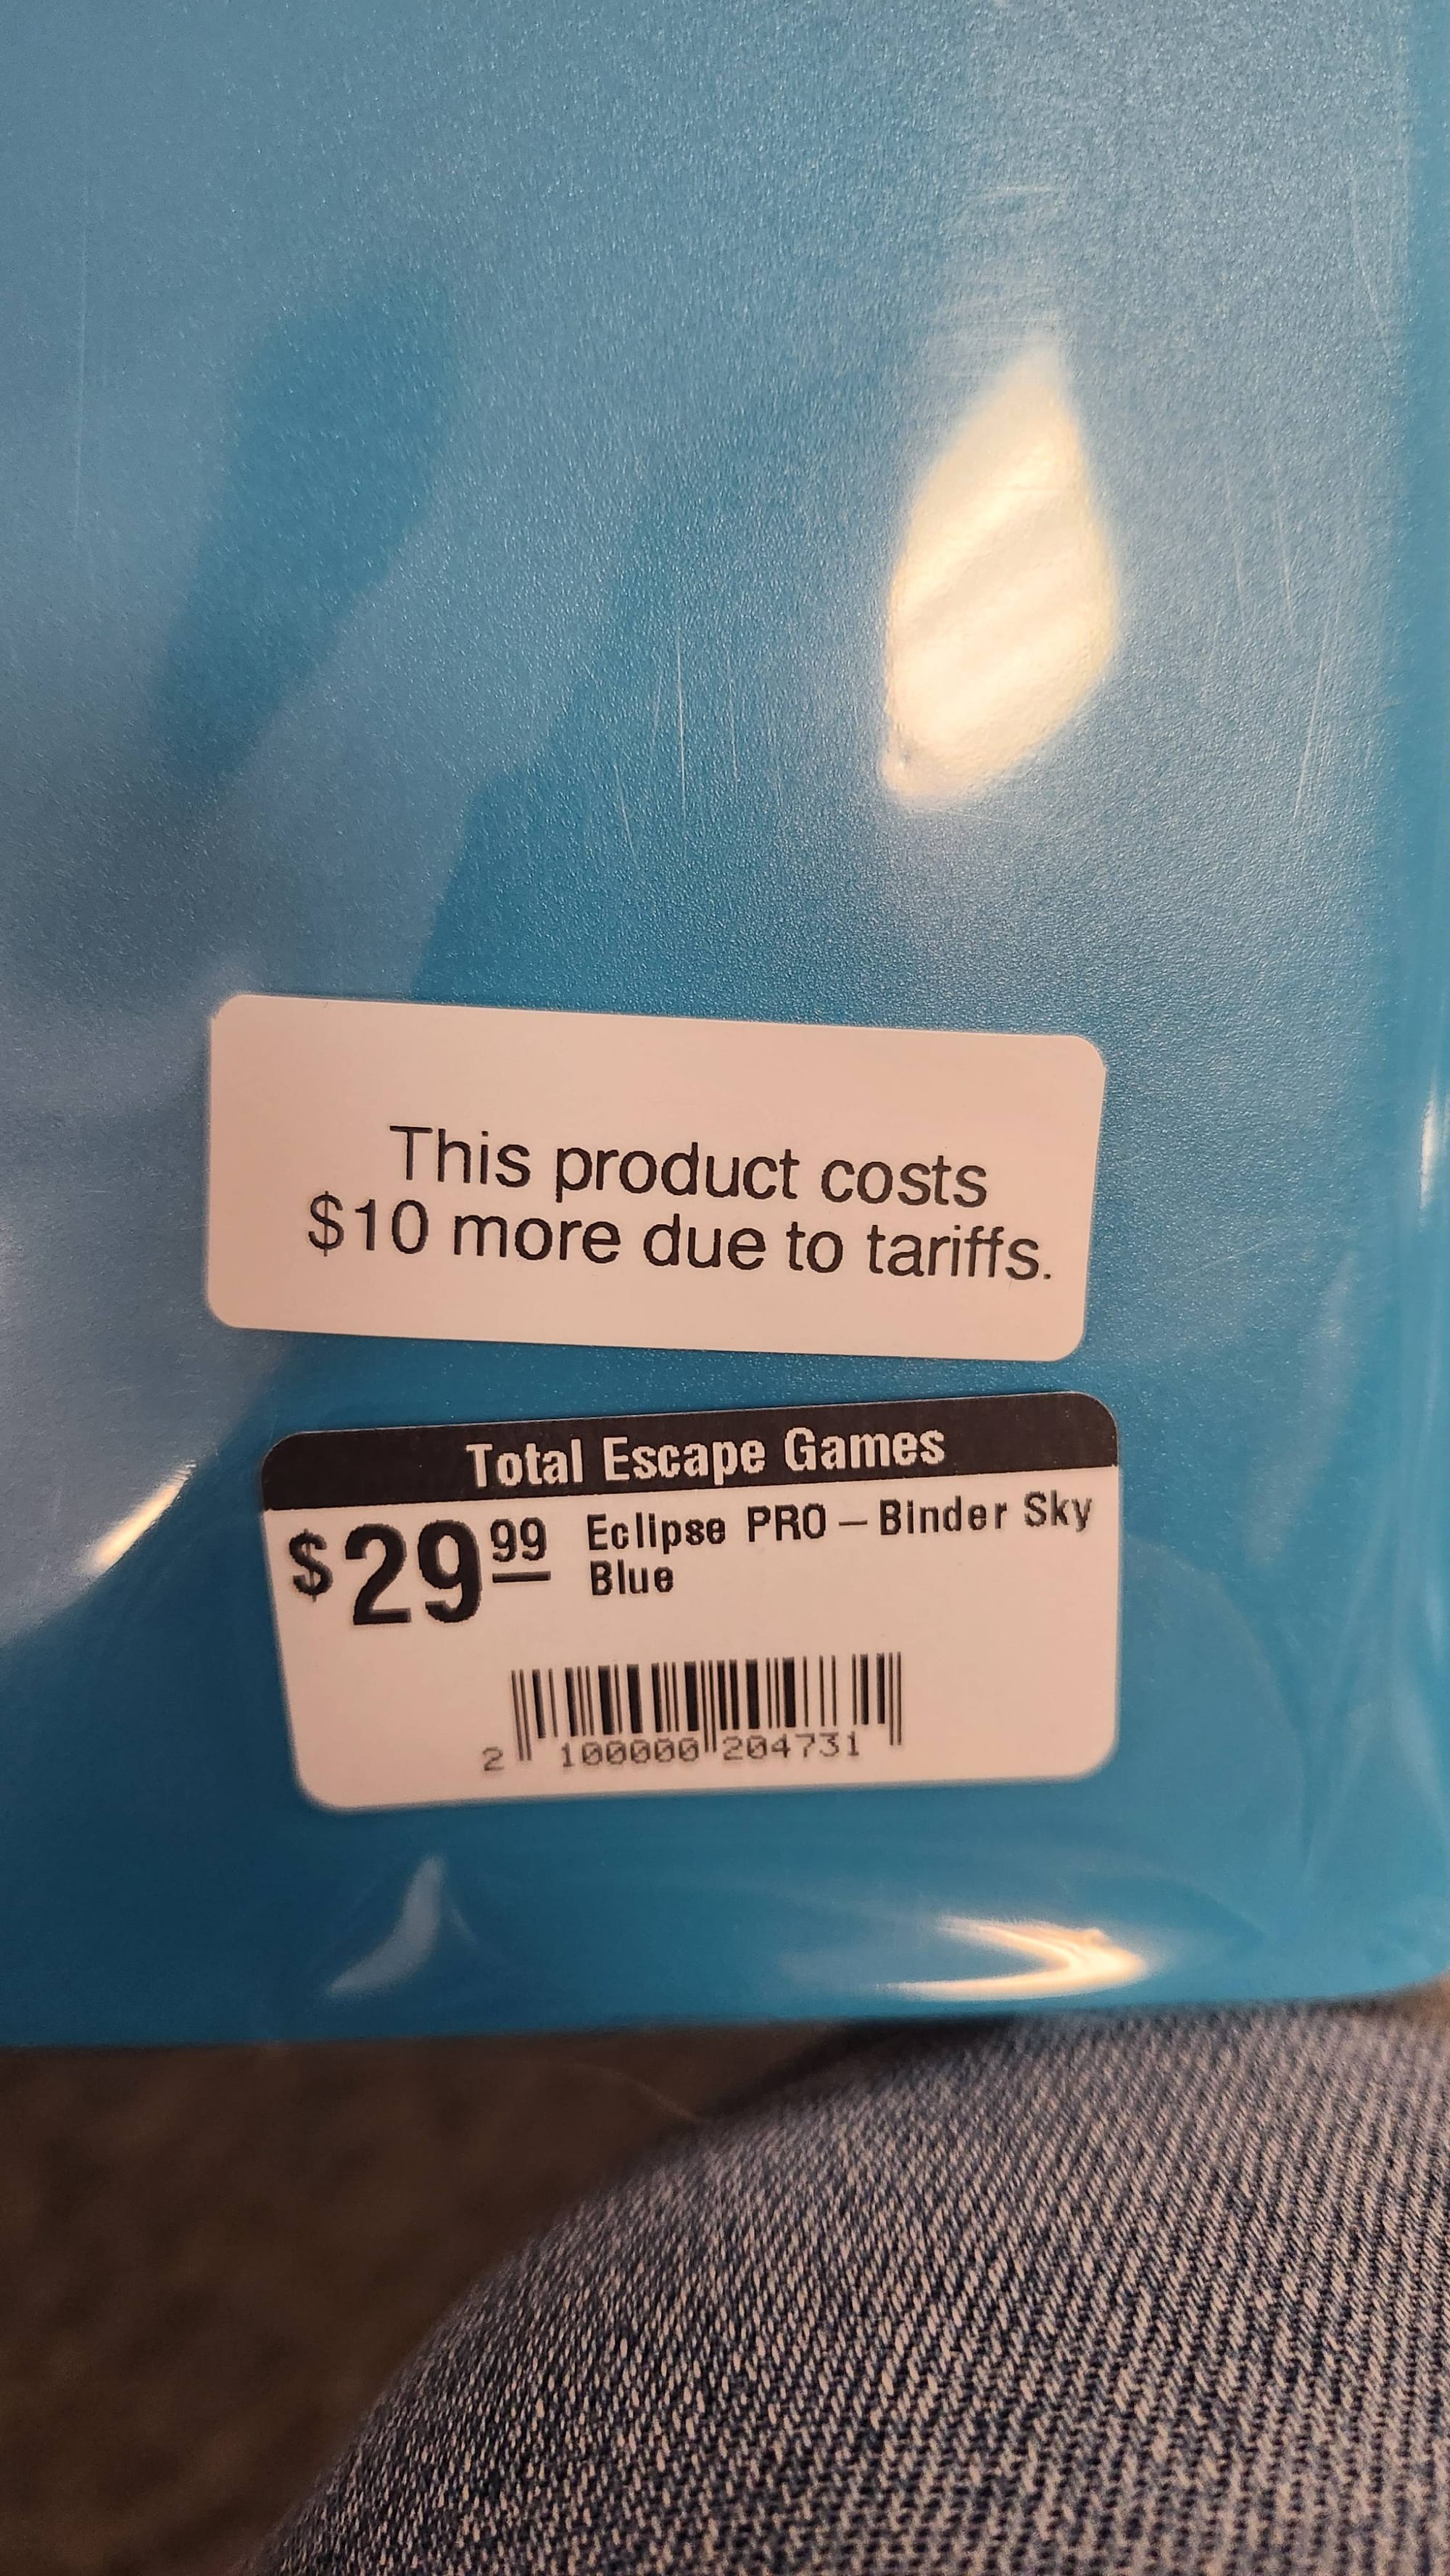 This product costs
$10 more due to tariffs.
Total Escape Games
$29.99 Eclipse PRO – Binder Sky
Blue
2 100000 204731